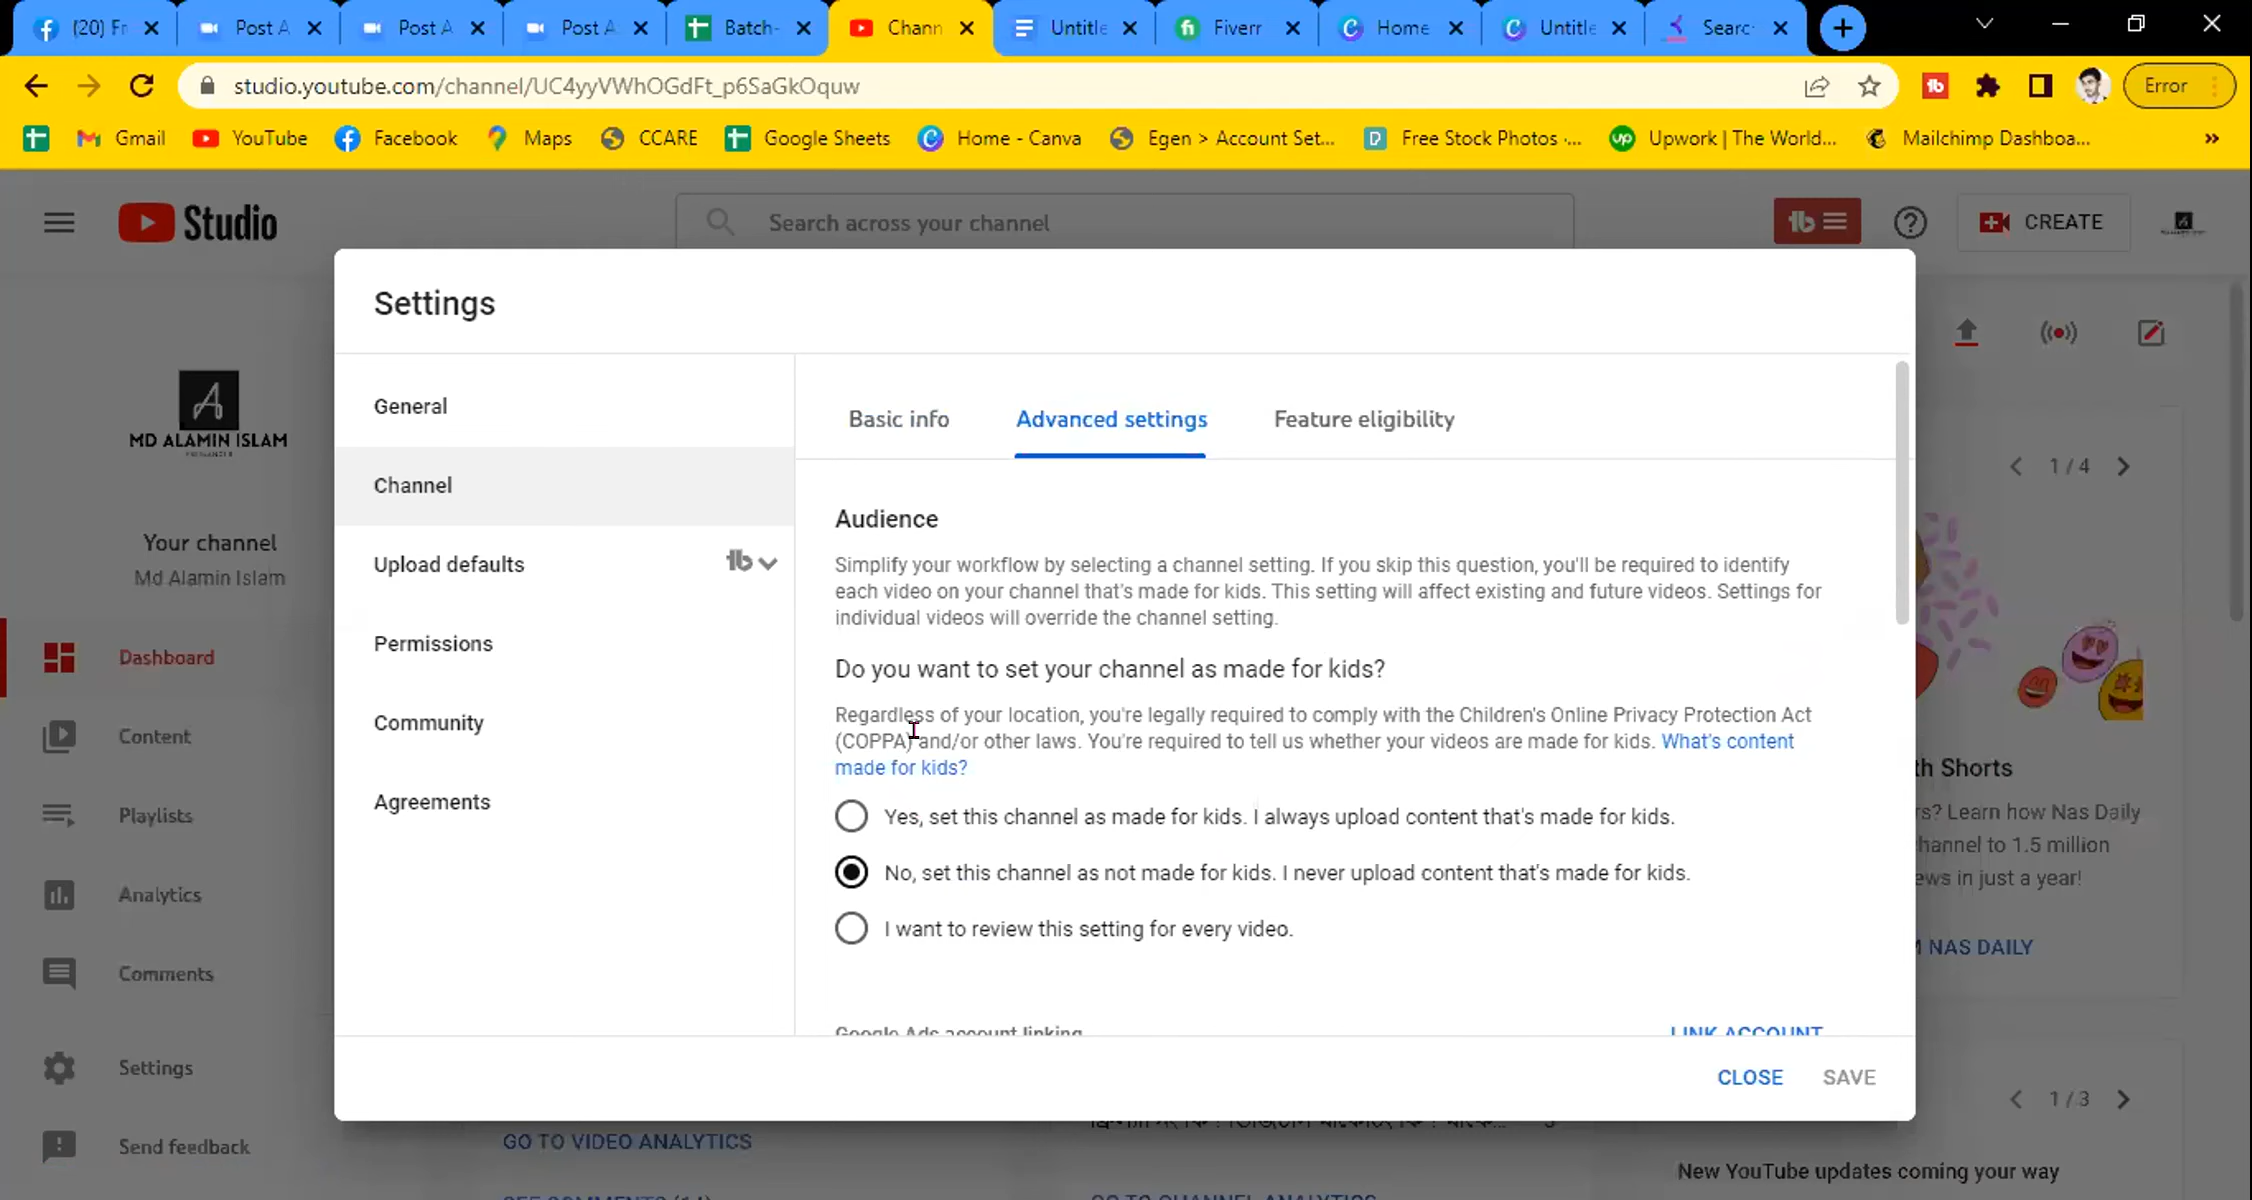 (20) Fr
Post A
Post A
Post A
Batch-
Chann
Untitle
Fiverr
Home
Untitle
Searc
studio.youtube.com/channel/UC4yyVWhOGdFt_p6SaGkOquw
Error
Gmail
YouTube
Facebook
Maps
CCARE
Google Sheets
Home - Canva
Egen > Account Set...
Free Stock Photos ·...
Upwork | The World...
Mailchimp Dashboa...
»
Studio
Search across your channel
CREATE
Settings
MD ALAMIN ISLAM
Your channel
Md Alamin Islam
Dashboard
Content
Playlists
Analytics
Comments
Settings
Send feedback
General
Channel
Upload defaults
Permissions
Community
Agreements
Basic info
Advanced settings
Feature eligibility
Audience
Simplify your workflow by selecting a channel setting. If you skip this question, you'll be required to identify
each video on your channel that's made for kids. This setting will affect existing and future videos. Settings for
individual videos will override the channel setting.
Do you want to set your channel as made for kids?
Regardless of your location, you're legally required to comply with the Children's Online Privacy Protection Act
(COPPA) and/or other laws. You're required to tell us whether your videos are made for kids. What's content
made for kids?
Yes, set this channel as made for kids. I always upload content that's made for kids.
No, set this channel as not made for kids. I never upload content that's made for kids.
I want to review this setting for every video.
Google Ads account linking
LINK ACCOUNT
CLOSE
SAVE
1 / 4
th Shorts
rs? Learn how Nas Daily
hannel to 1.5 million
ews in just a year!
M NAS DAILY
1 / 3
New YouTube updates coming your way
GO TO VIDEO ANALYTICS
SEE COMMENTS (14)
GO TO CHANNEL ANALYTICS